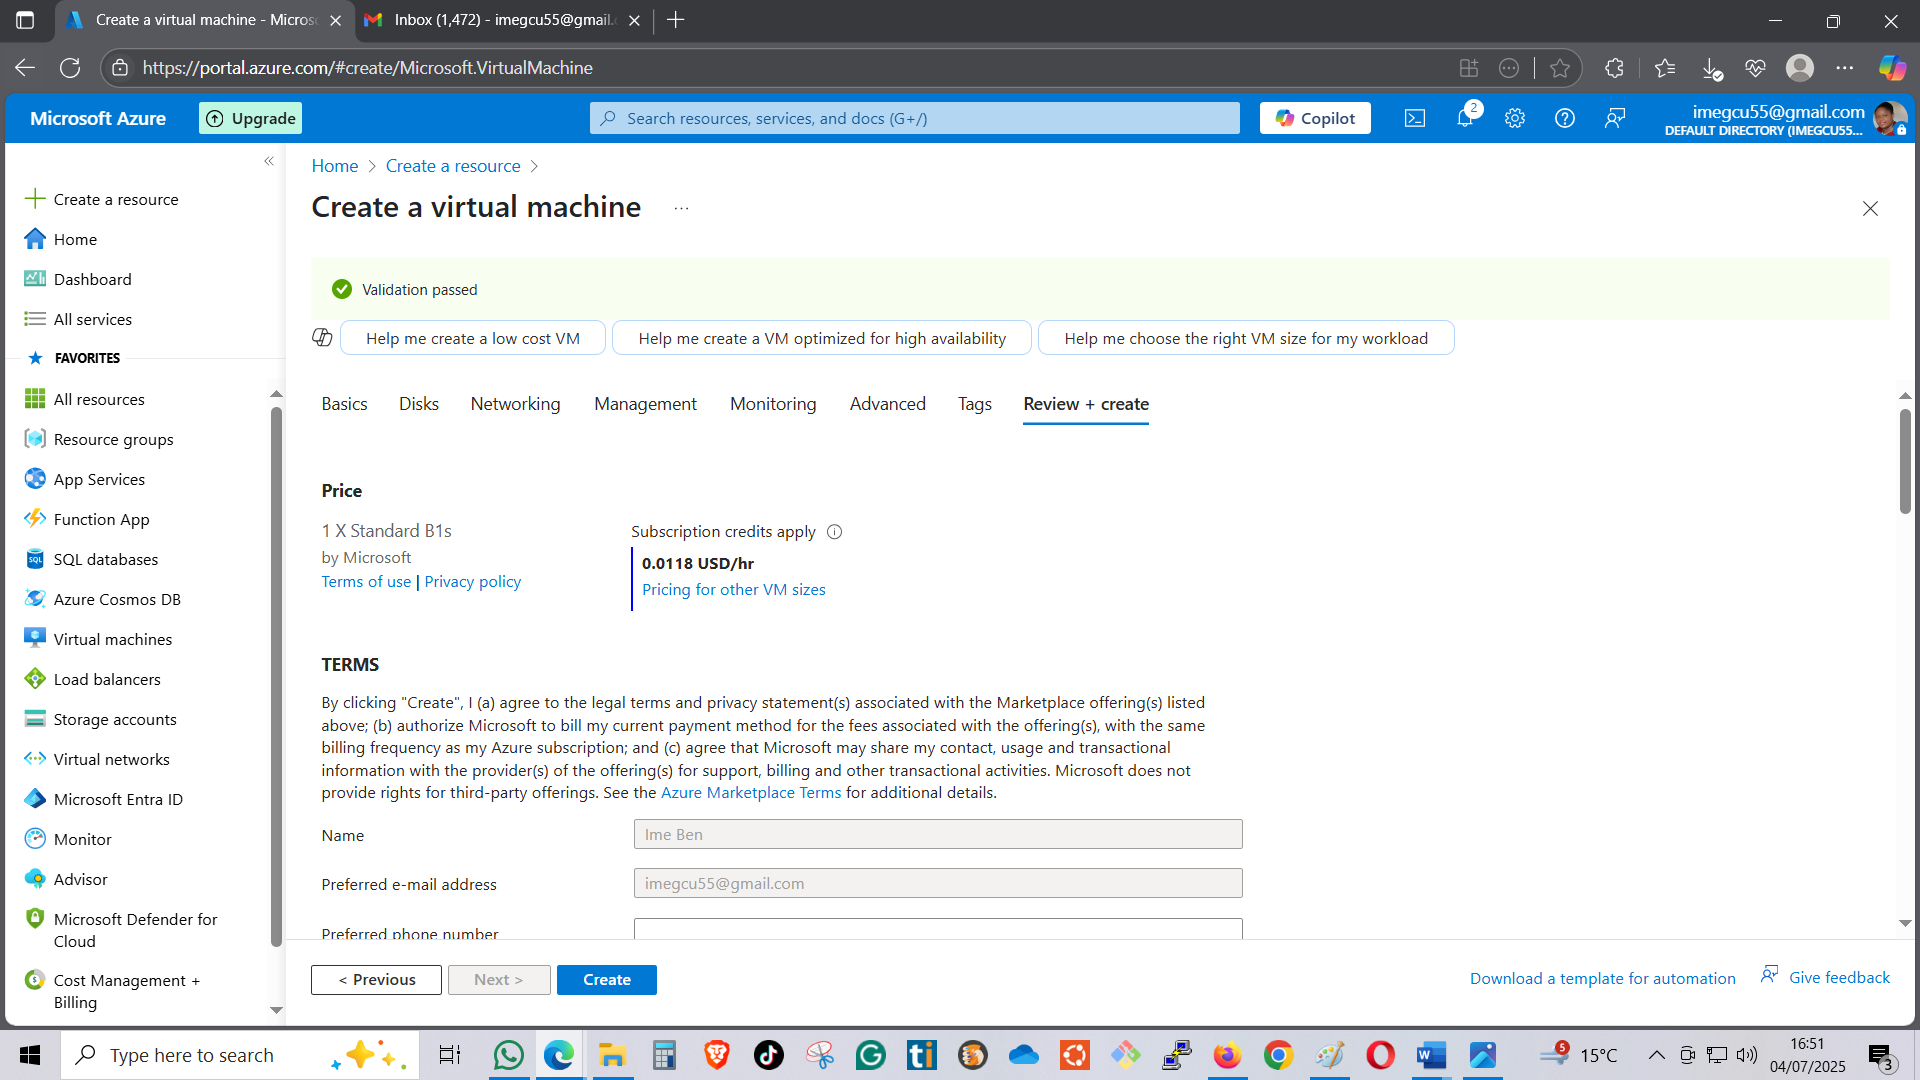 Create a virtual machine - Micros
Inbox (1,472) - imegcu55@gmail.
https://portal.azure.com/#create/Microsoft.VirtualMachine
Microsoft Azure
Upgrade
Search resources, services, and docs (G+/)
Copilot
2
imegcu55@gmail.com
DEFAULT DIRECTORY (IMEGCU55...
Create a resource
Home
Dashboard
All services
FAVORITES
All resources
Resource groups
App Services
Function App
SQL databases
Azure Cosmos DB
Virtual machines
Load balancers
Storage accounts
Virtual networks
Microsoft Entra ID
Monitor
Advisor
Microsoft Defender for
Cloud
Cost Management +
Billing
Home > Create a resource >
Create a virtual machine ...
Validation passed
Help me create a low cost VM
Help me create a VM optimized for high availability
Help me choose the right VM size for my workload
Basics Disks Networking Management Monitoring Advanced Tags Review + create
Price
1 X Standard B1s
by Microsoft
Terms of use | Privacy policy
Subscription credits apply
0.0118 USD/hr
Pricing for other VM sizes
TERMS
By clicking "Create", I (a) agree to the legal terms and privacy statement(s) associated with the Marketplace offering(s) listed
above; (b) authorize Microsoft to bill my current payment method for the fees associated with the offering(s), with the same
billing frequency as my Azure subscription; and (c) agree that Microsoft may share my contact, usage and transactional
information with the provider(s) of the offering(s) for support, billing and other transactional activities. Microsoft does not
provide rights for third-party offerings. See the Azure Marketplace Terms for additional details.
Name
Ime Ben
Preferred e-mail address
imegcu55@gmail.com
Preferred phone number
< Previous
Next >
Create
Download a template for automation
Give feedback
Type here to search
5
15°C
16:51
04/07/2025
3